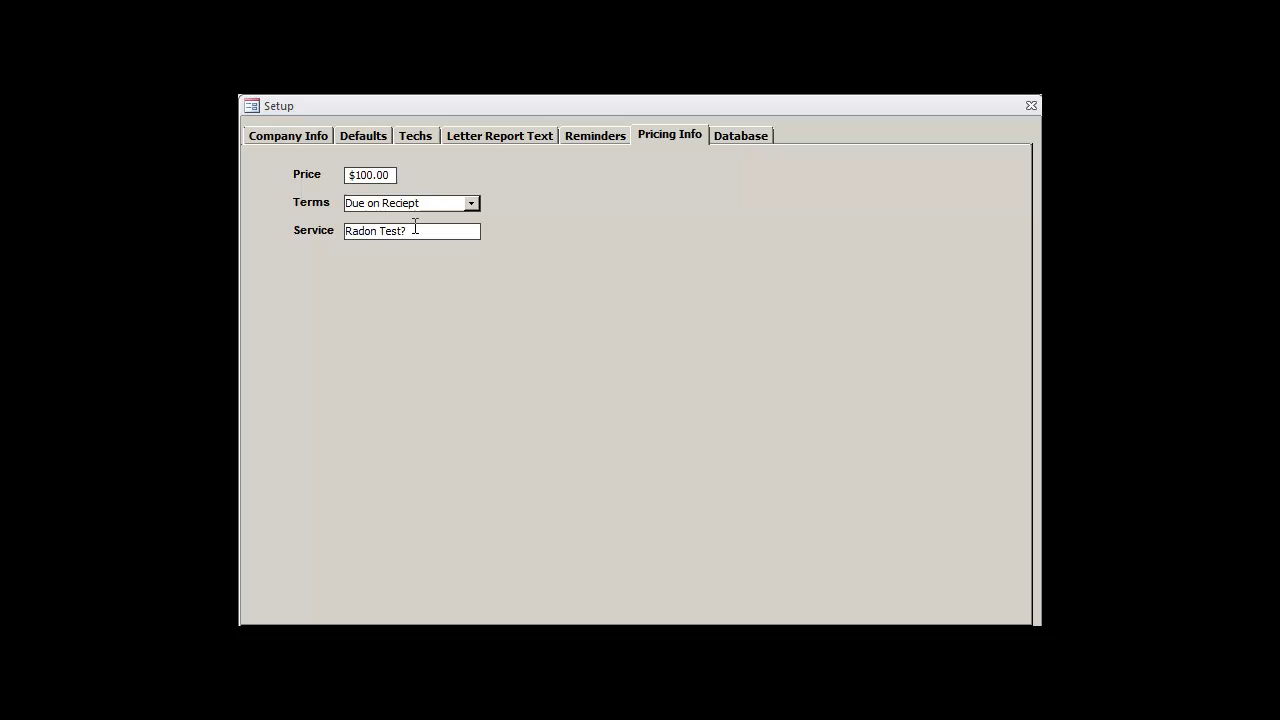 Setup
Company Info Defaults Techs Letter Report Text Reminders Pricing Info Database
Price $100.00
Terms Due on Reciept
Service Radon Test?